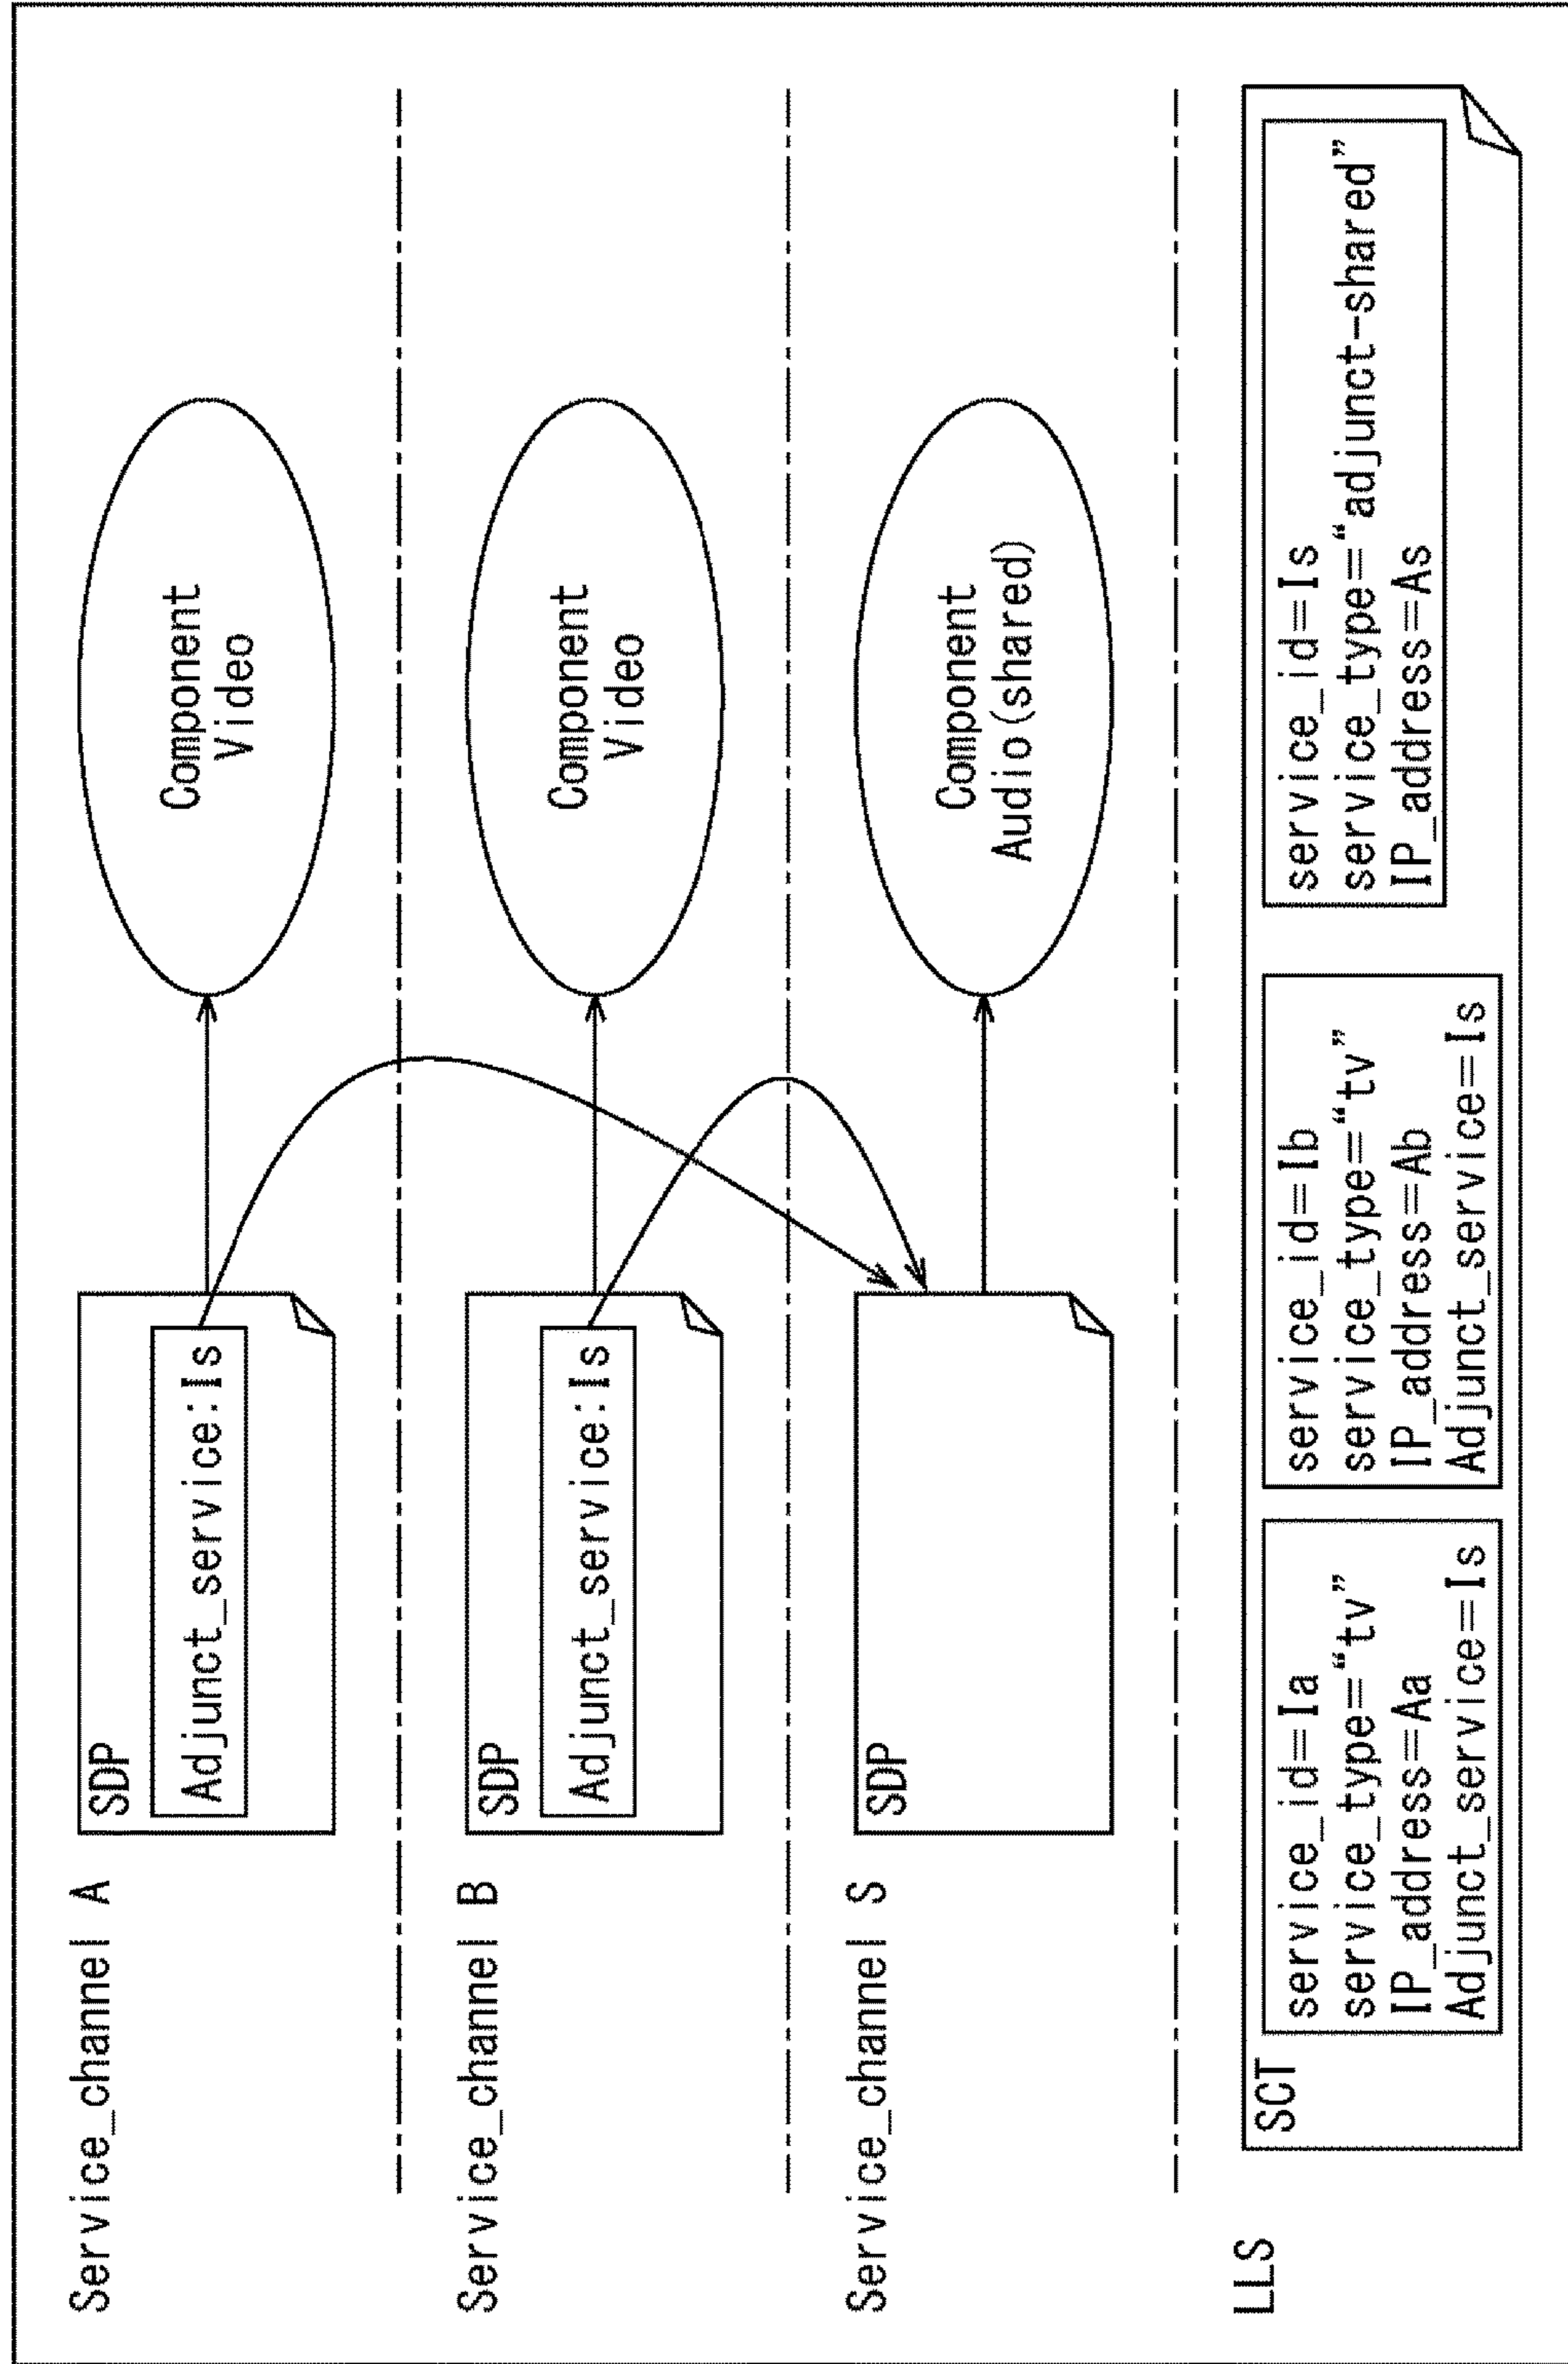 Service_channel A
SDP
Adjunct_service:Is
Component
Video
Service_channel B
SDP
Adjunct_service:Is
Component
Video
Service_channel S
SDP
Component
Audio(shared)
LLS
SCT
service_id=Ia
service_type=“tv”
IP_address=Aa
Adjunct_service=Is
service_id=Ib
service_type=“tv”
IP_address=Ab
Adjunct_service=Is
service_id=Is
service_type=“adjunct-shared”
IP_address=As